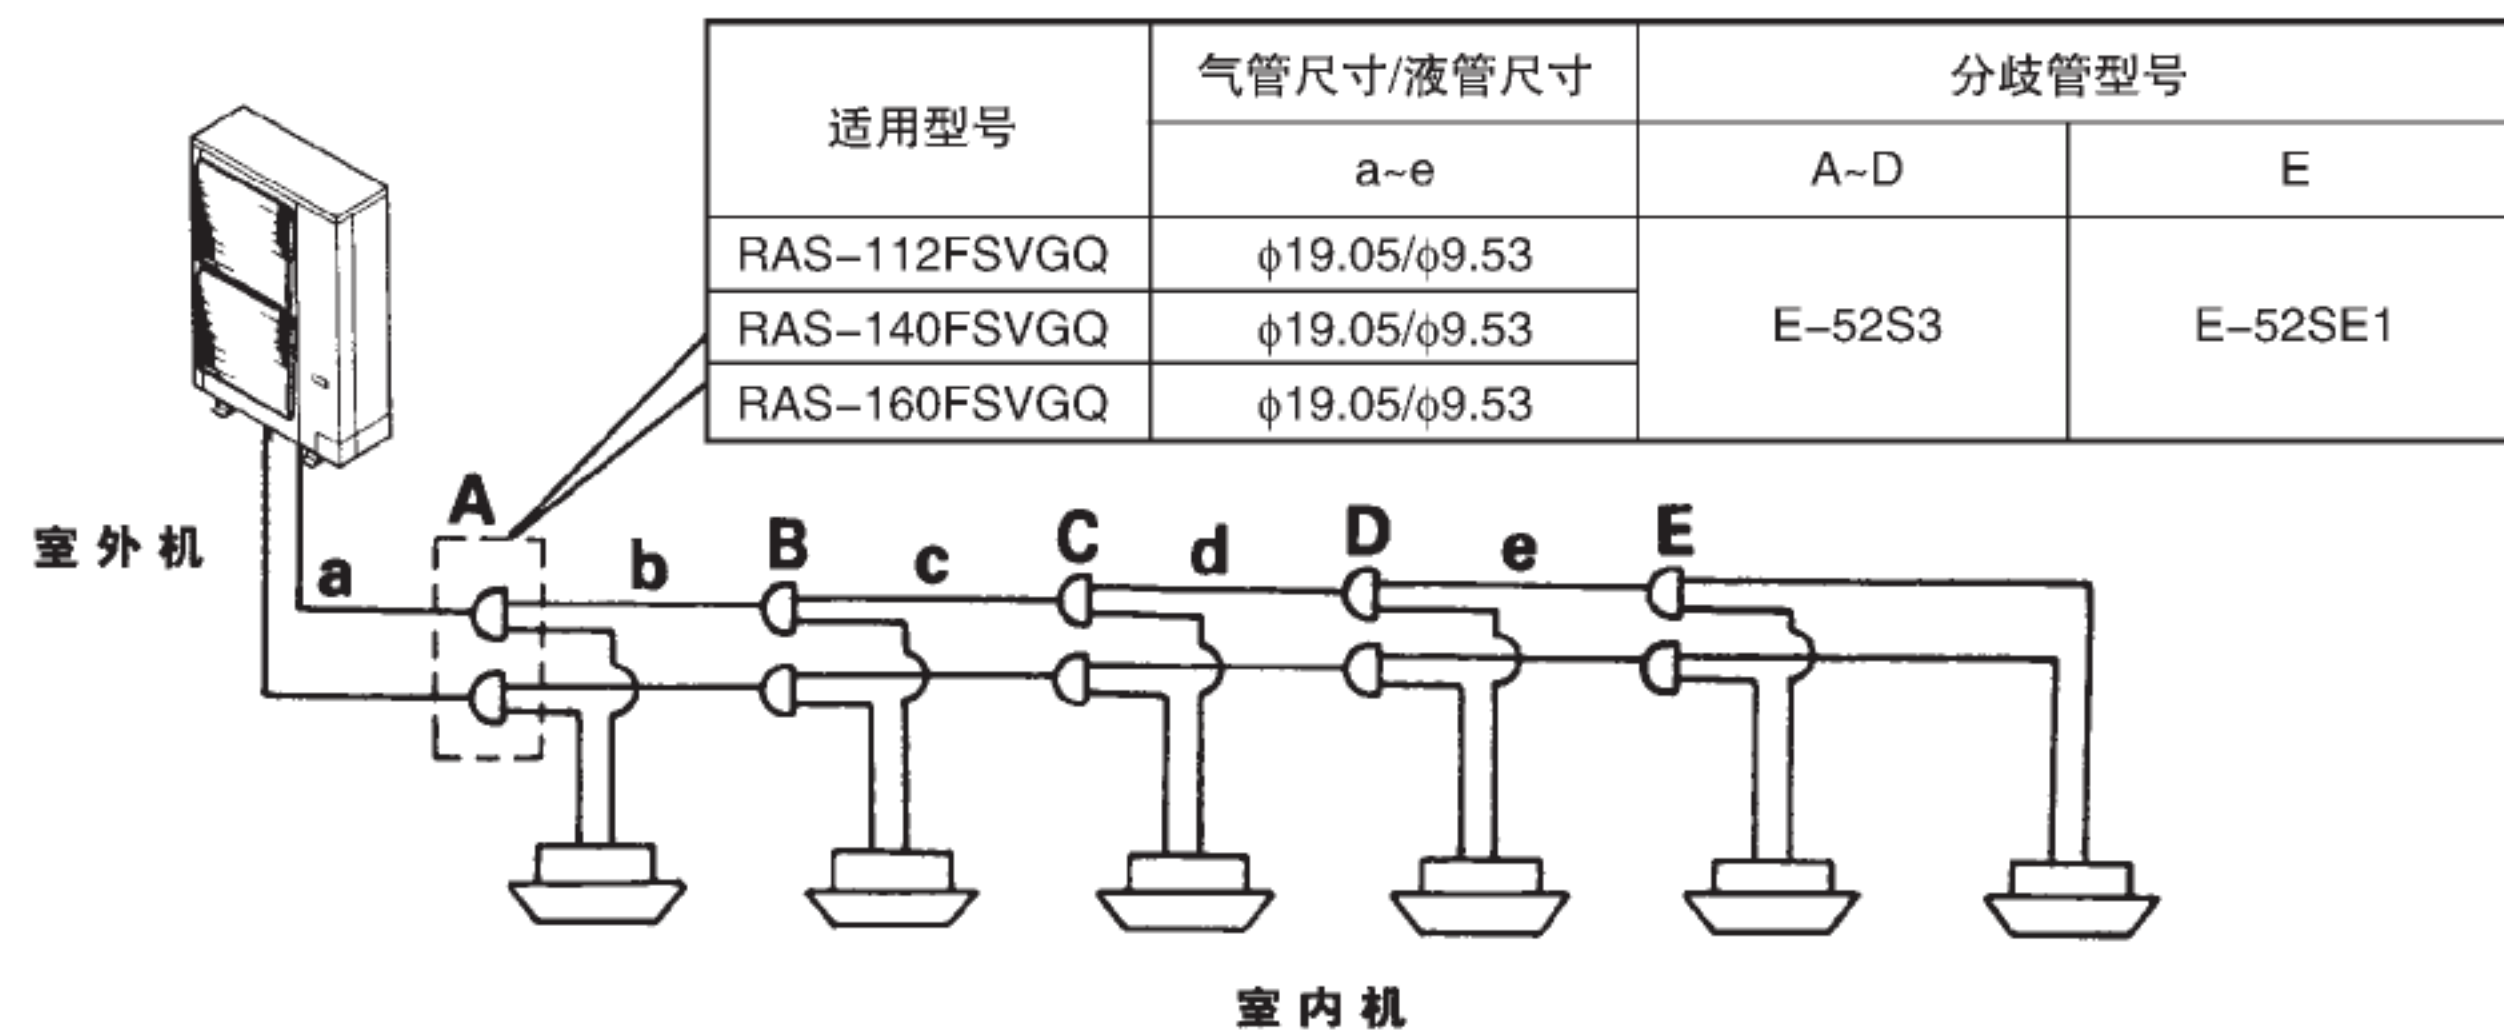 适用型号 气管尺寸/液管尺寸 分歧管型号
a~e A~D E
RAS-112FSVGQ φ19.05/φ9.53
RAS-140FSVGQ φ19.05/φ9.53 E-52S3 E-52SE1
RAS-160FSVGQ φ19.05/φ9.53
室外机
A B C D E
a b c d e
室内机